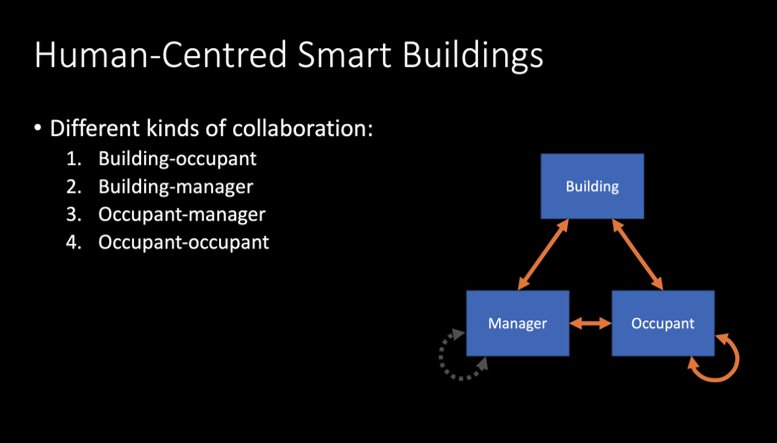 Human-Centred Smart Buildings
• Different kinds of collaboration:
1. Building-occupant
2. Building-manager
3. Occupant-manager
4. Occupant-occupant
Building
Manager
Occupant